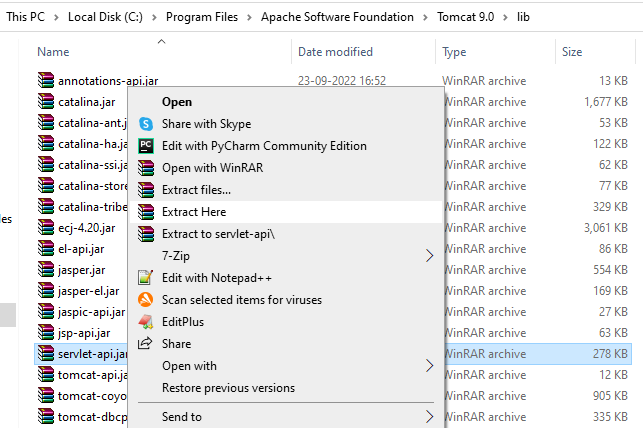 This PC > Local Disk (C:) > Program Files > Apache Software Foundation > Tomcat 9.0 > lib
Name Date modified Type Size
annotations-api.jar 23-09-2022 16:52 WinRAR archive 13 KB
catalina.jar WinRAR archive 1,677 KB
catalina-ant.j WinRAR archive 53 KB
catalina-ha.ja WinRAR archive 122 KB
catalina-ssi.ja WinRAR archive 62 KB
catalina-store WinRAR archive 77 KB
catalina-tribe WinRAR archive 329 KB
les
ecj-4.20.jar WinRAR archive 3,061 KB
el-api.jar WinRAR archive 86 KB
jasper.jar WinRAR archive 554 KB
jasper-el.jar WinRAR archive 169 KB
jaspic-api.jar WinRAR archive 27 KB
jsp-api.jar WinRAR archive 63 KB
servlet-api.jar WinRAR archive 278 KB
tomcat-api.ja WinRAR archive 12 KB
tomcat-coyo WinRAR archive 905 KB
tomcat-dbcp WinRAR archive 335 KB
Open
Share with Skype
PC Edit with PyCharm Community Edition
Open with WinRAR
Extract files...
Extract Here
Extract to servlet-api\
7-Zip
Edit with Notepad++
Scan selected items for viruses
EditPlus
Share
Open with
Restore previous versions
Send to